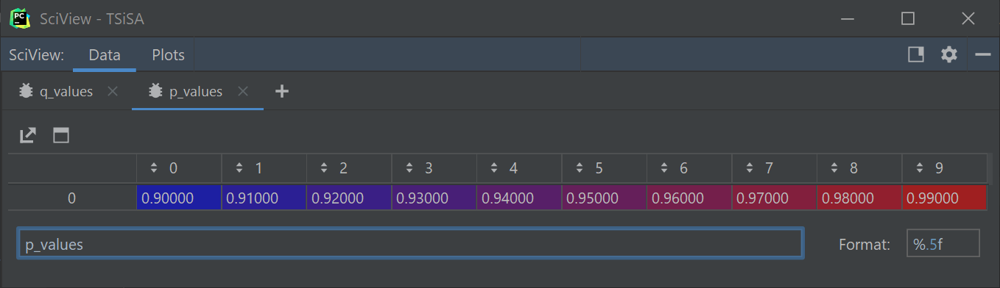 PC SciView - TSiSA
SciView: Data Plots
q_values p_values
0 1 2 3 4 5 6 7 8 9
0 0.90000 0.91000 0.92000 0.93000 0.94000 0.95000 0.96000 0.97000 0.98000 0.99000
p_values Format: %.5f